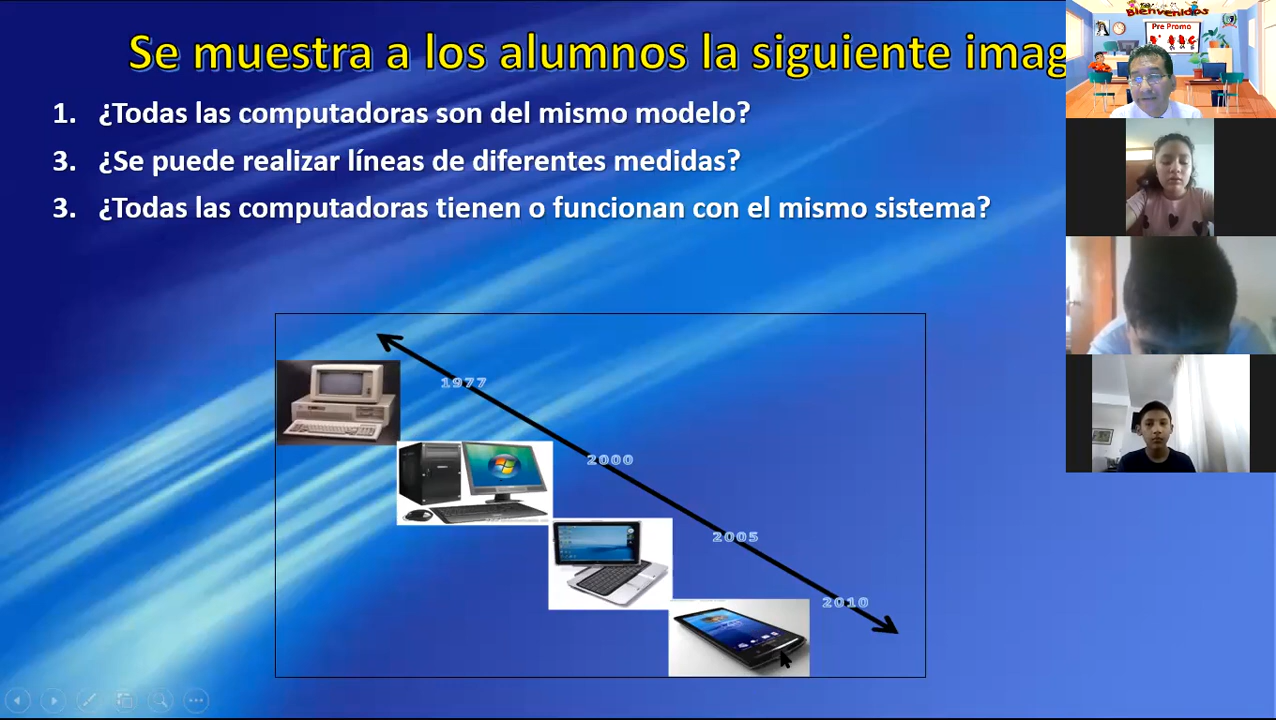 Se muestra a los alumnos la siguiente imag
1. ¿Todas las computadoras son del mismo modelo?
3. ¿Se puede realizar líneas de diferentes medidas?
3. ¿Todas las computadoras tienen o funcionan con el mismo sistema?
1977
2000
2005
2010
Bienvenidos
Pre Promo